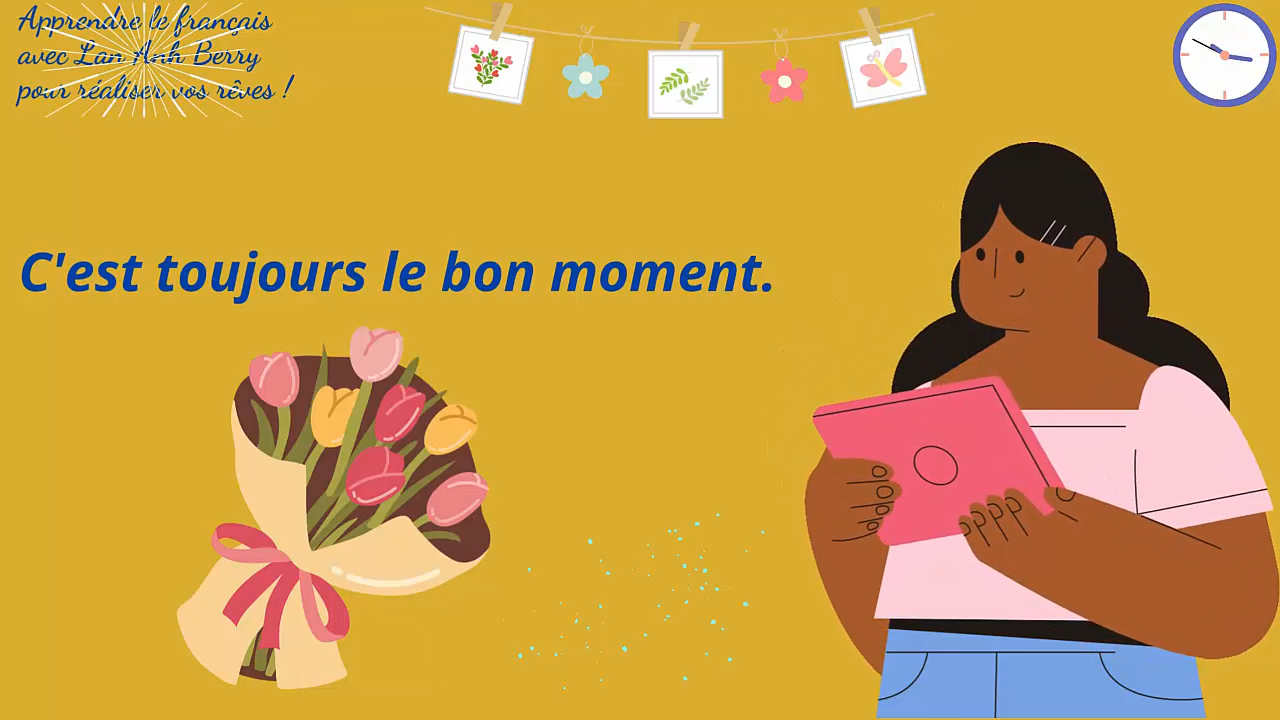 Apprendre le français
avec Lan Anh Berry
pour réaliser vos rêves !
C'est toujours le bon moment.